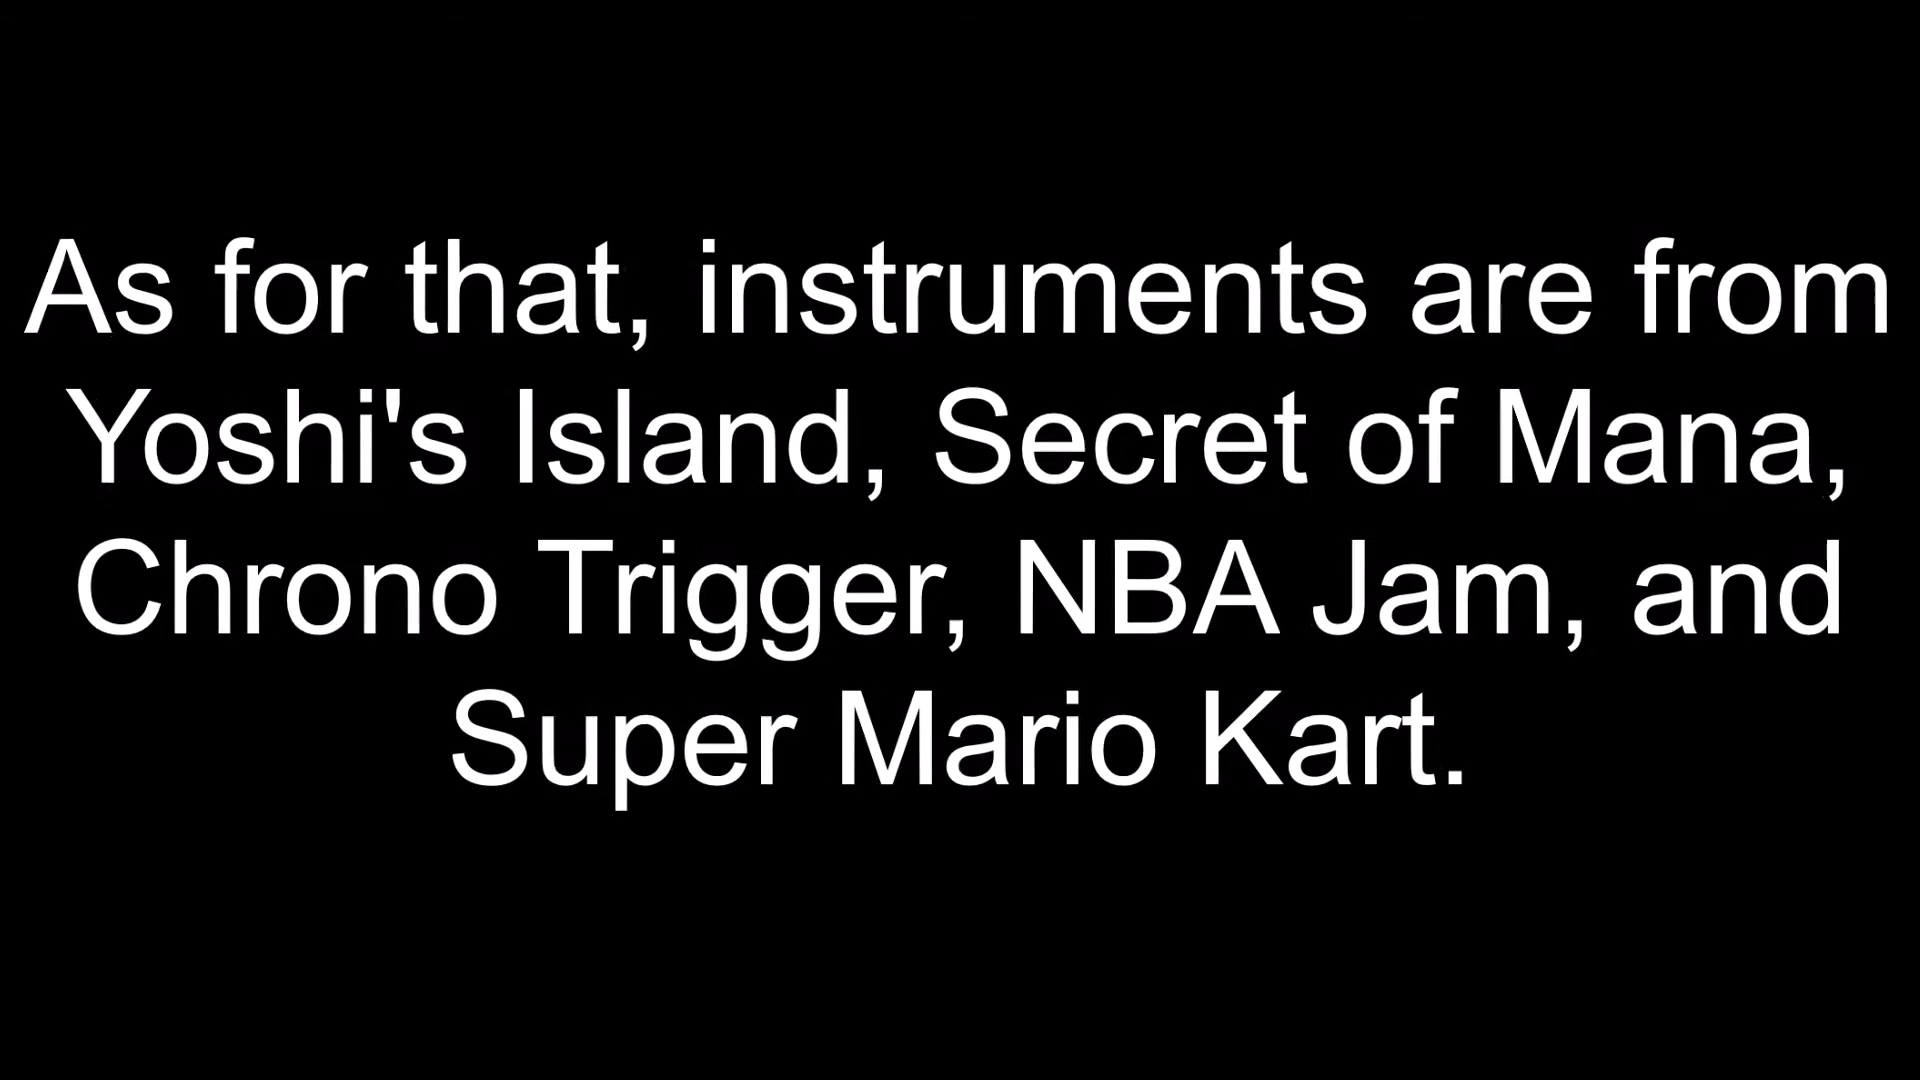 As for that, instruments are from
Yoshi's Island, Secret of Mana,
Chrono Trigger, NBA Jam, and
Super Mario Kart.